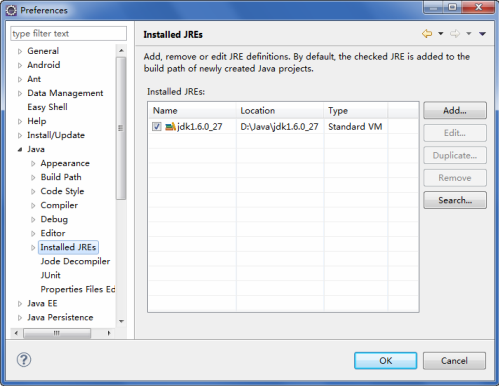 Preferences
type filter text
General
Android
Ant
Data Management
Easy Shell
Help
Install/Update
Java
Appearance
Build Path
Code Style
Compiler
Debug
Editor
Installed JREs
Jode Decompiler
JUnit
Properties Files Ed
Java EE
Java Persistence
Installed JREs
Add, remove or edit JRE definitions. By default, the checked JRE is added to the
build path of newly created Java projects.
Installed JREs:
Name Location Type
jdk1.6.0_27 D:\Java\jdk1.6.0_27 Standard VM
Add...
Edit...
Duplicate...
Remove
Search...
?
OK Cancel